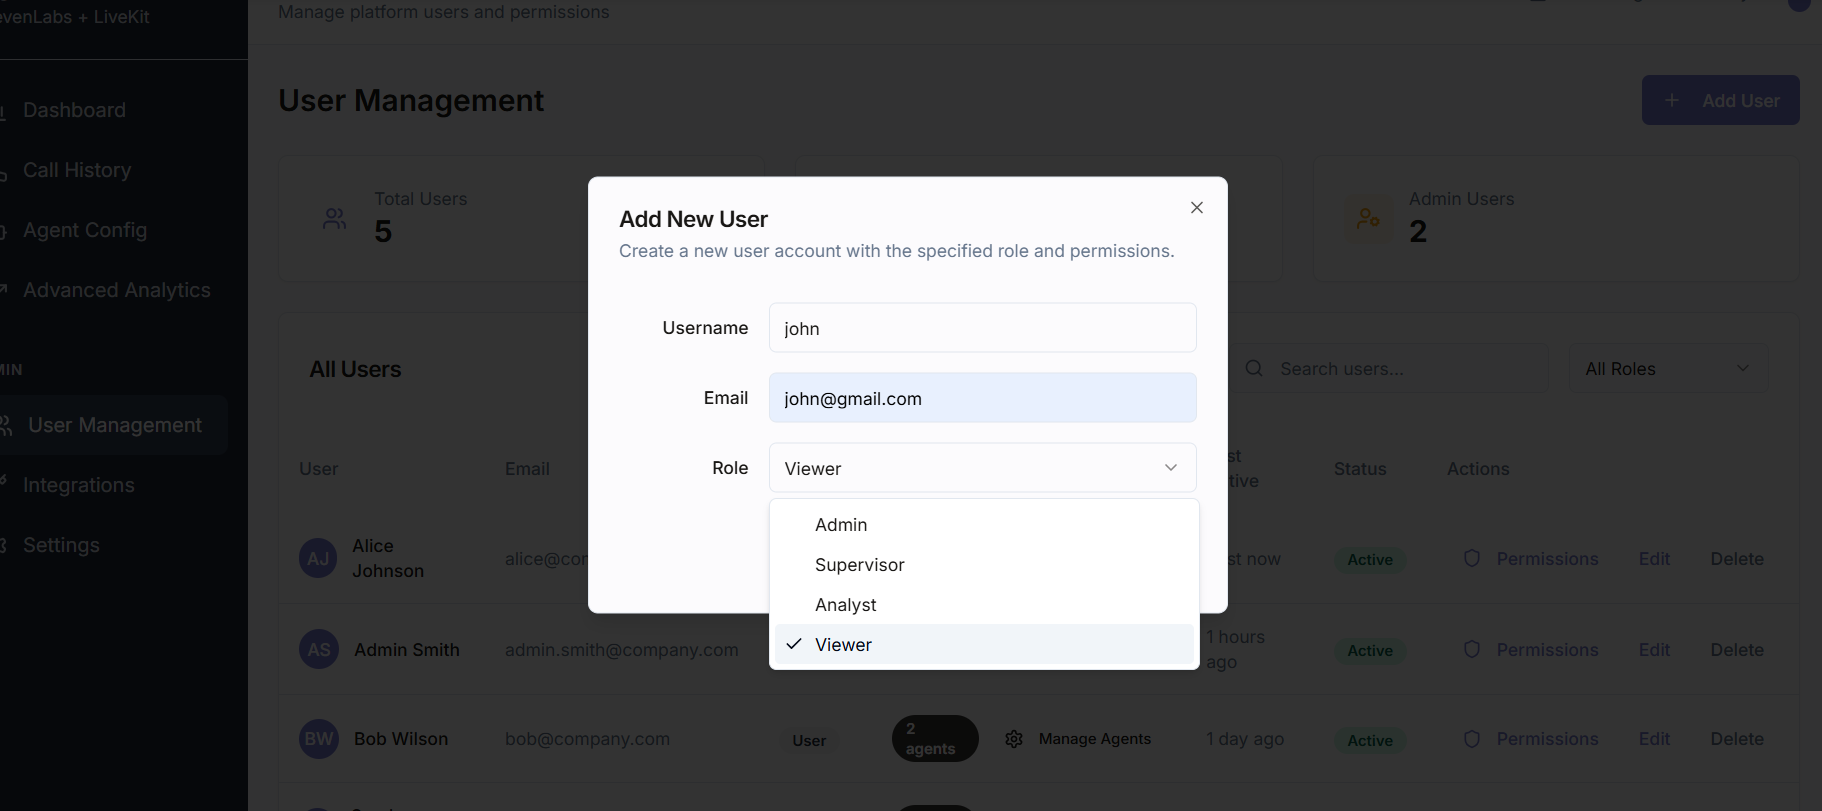 evenLabs + LiveKit
Manage platform users and permissions
Dashboard
Call History
Agent Config
Advanced Analytics
MIN
User Management
Integrations
Settings
User Management
+ Add User
Total Users
5
Admin Users
2
All Users
Search users...
All Roles
User
Email
st
tive
Status
Actions
AJ
Alice
Johnson
alice@con
st now
Active
Permissions
Edit
Delete
AS
Admin Smith
admin.smith@company.com
1 hours
ago
Active
Permissions
Edit
Delete
BW
Bob Wilson
bob@company.com
User
2
agents
Manage Agents
1 day ago
Active
Permissions
Edit
Delete
Add New User
Create a new user account with the specified role and permissions.
Username
john
Email
john@gmail.com
Role
Viewer
Admin
Supervisor
Analyst
Viewer